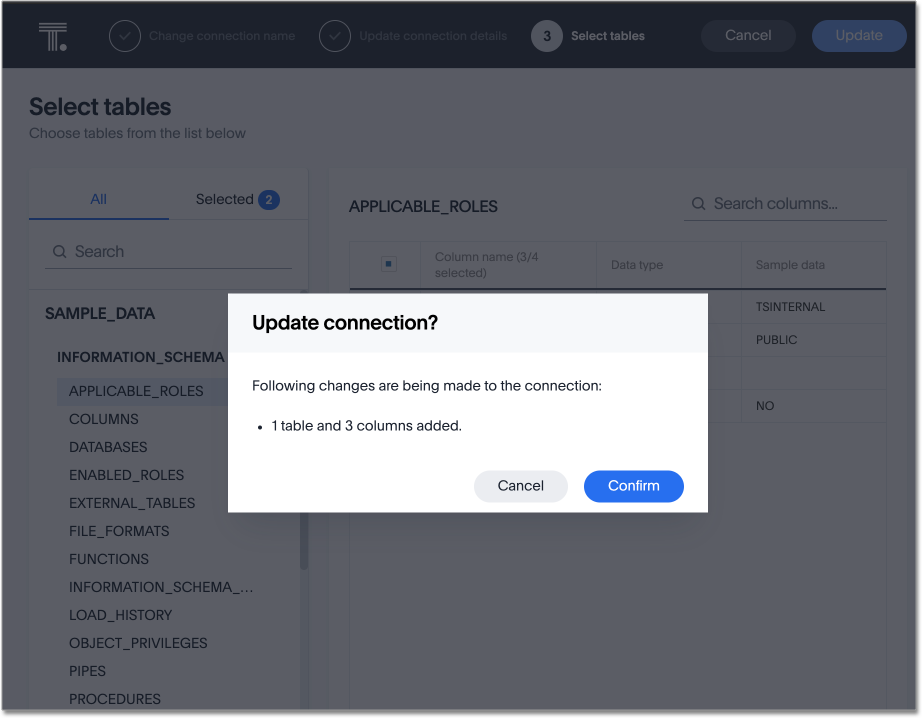 Change connection name
Update connection details
3 Select tables
Cancel
Update
Select tables
Choose tables from the list below
All
Selected 2
Search
SAMPLE_DATA
INFORMATION_SCHEMA
APPLICABLE_ROLES
COLUMNS
DATABASES
ENABLED_ROLES
EXTERNAL_TABLES
FILE_FORMATS
FUNCTIONS
INFORMATION_SCHEMA_...
LOAD_HISTORY
OBJECT_PRIVILEGES
PIPES
PROCEDURES
APPLICABLE_ROLES
Search columns...
Column name (3/4
selected)
Data type
Sample data
TSINTERNAL
PUBLIC
NO
Update connection?
Following changes are being made to the connection:
• 1 table and 3 columns added.
Cancel
Confirm